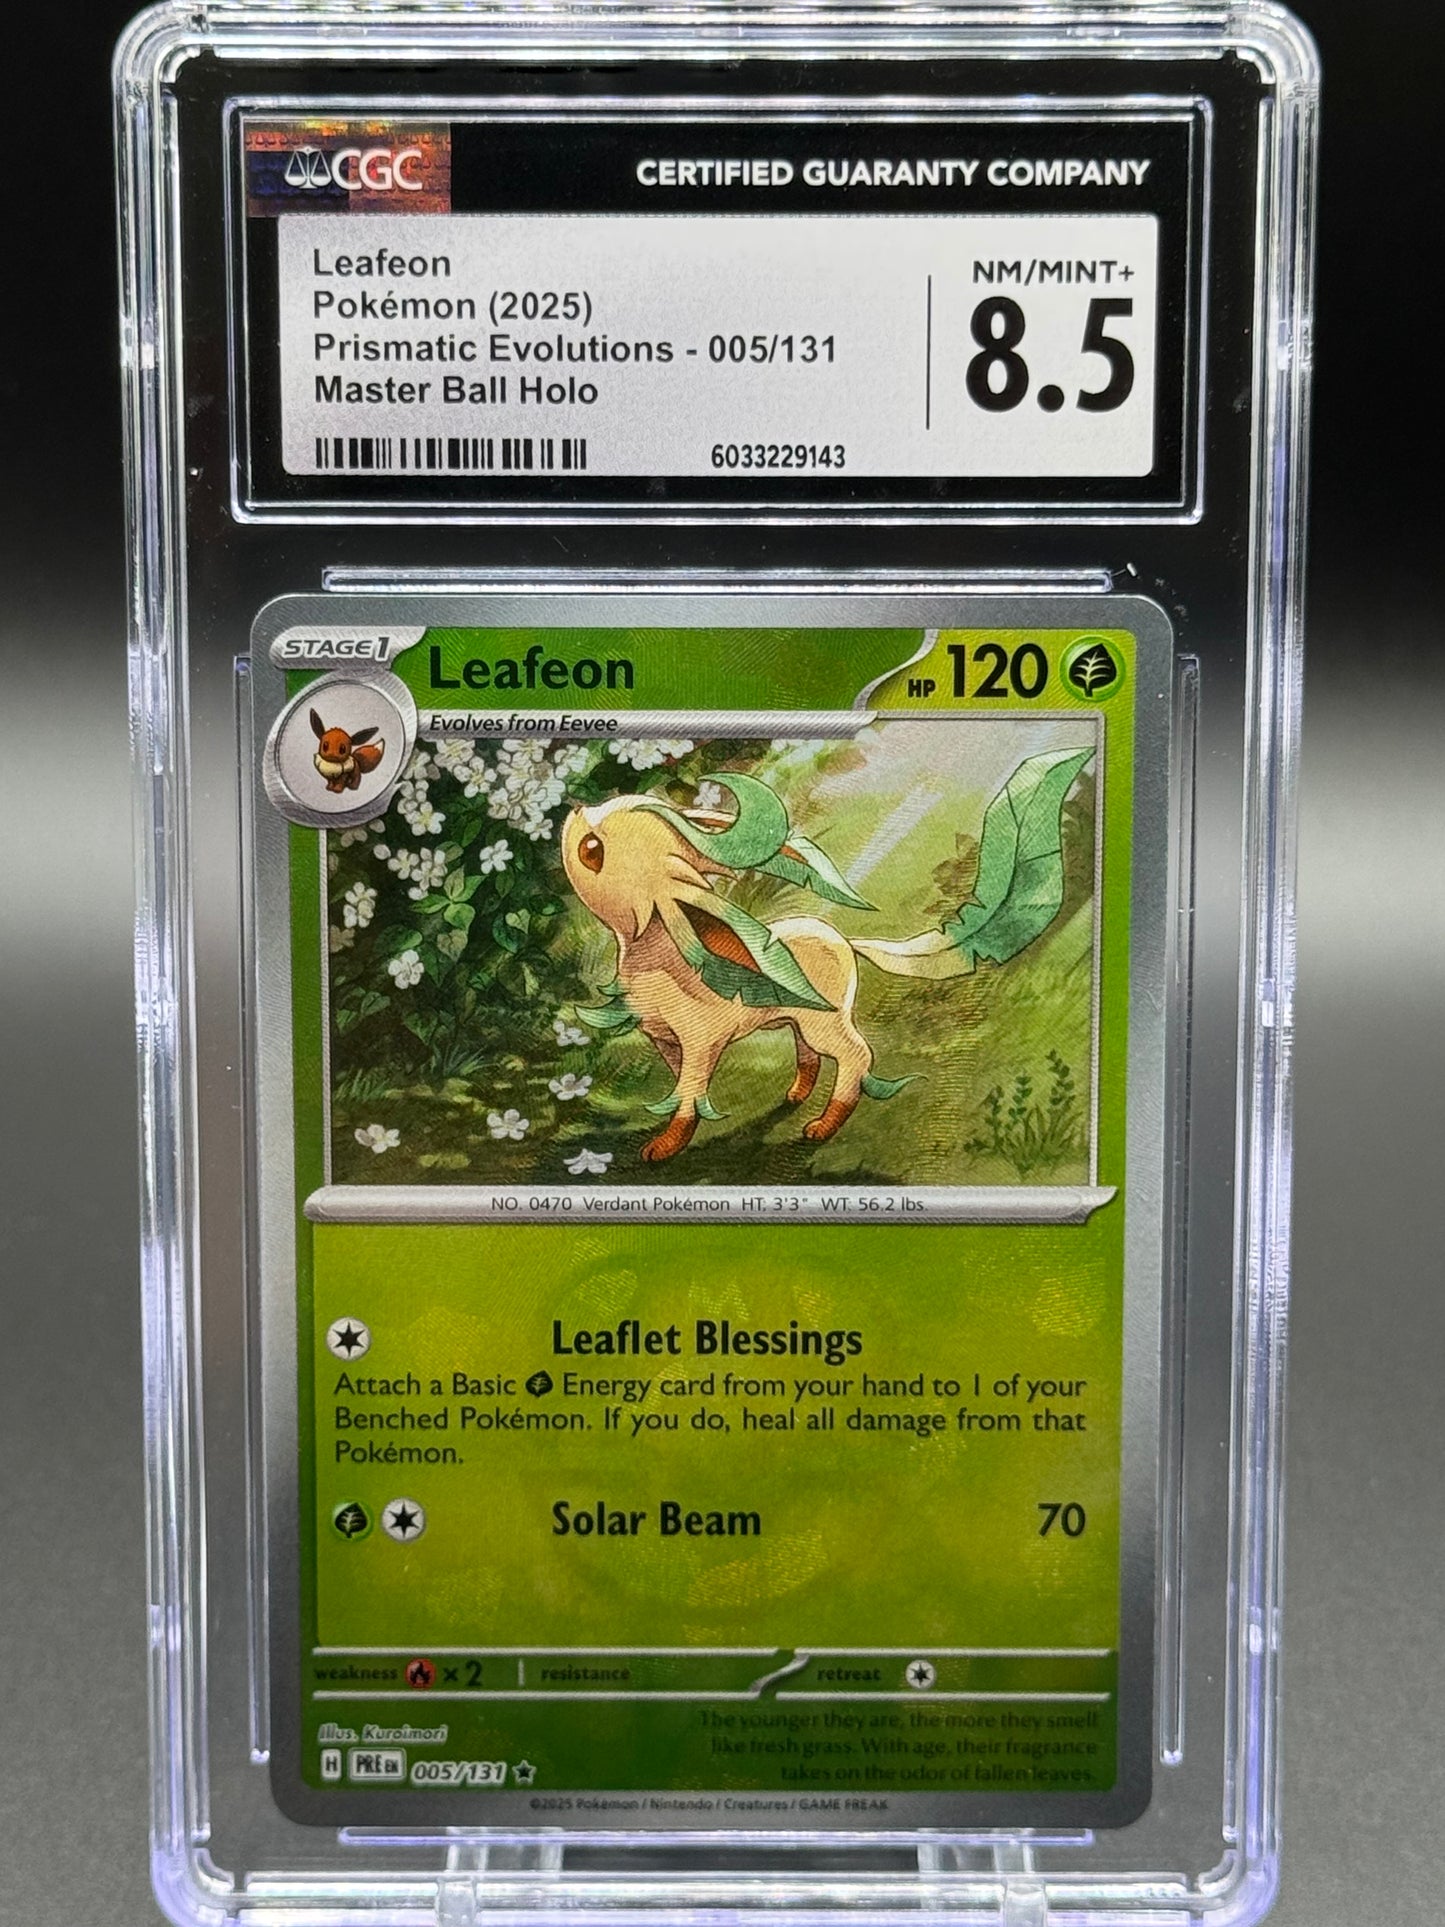 CGC
CERTIFIED GUARANTY COMPANY
Leafeon
Pokémon (2025)
Prismatic Evolutions - 005/131
Master Ball Holo
NM/MINT+
8.5
6033229143
STAGE 1
Leafeon
HP 120
Evolves from Eevee
NO. 0470 Verdant Pokémon HT: 3'3" WT: 56.2 lbs.
Leaflet Blessings
Attach a Basic Energy card from your hand to 1 of your
Benched Pokémon. If you do, heal all damage from that
Pokémon.
Solar Beam 70
weakness ×2 resistance retreat
Illus. Kuroimori
The younger they are, the more they smell
like fresh grass. With age, their fragrance
takes on the odor of fallen leaves.
H PRE EN 005/131
©2025 Pokémon / Nintendo / Creatures / GAME FREAK